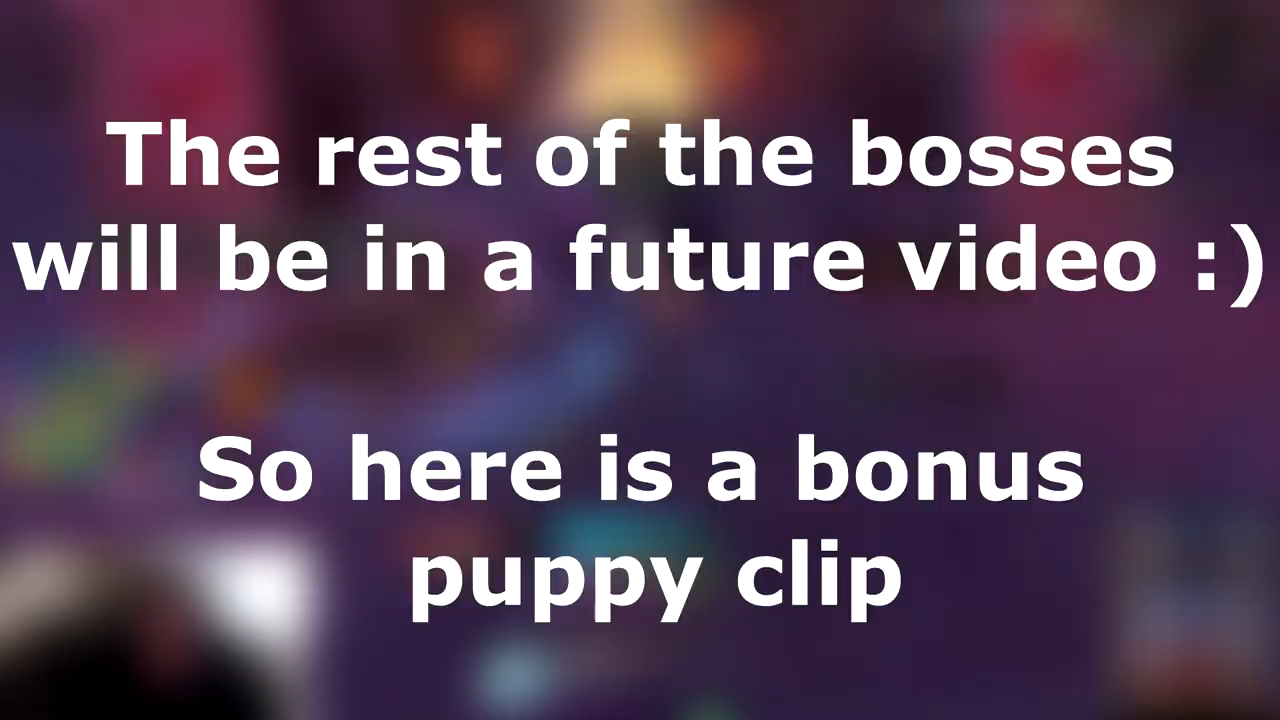 The rest of the bosses
will be in a future video :)
So here is a bonus
puppy clip